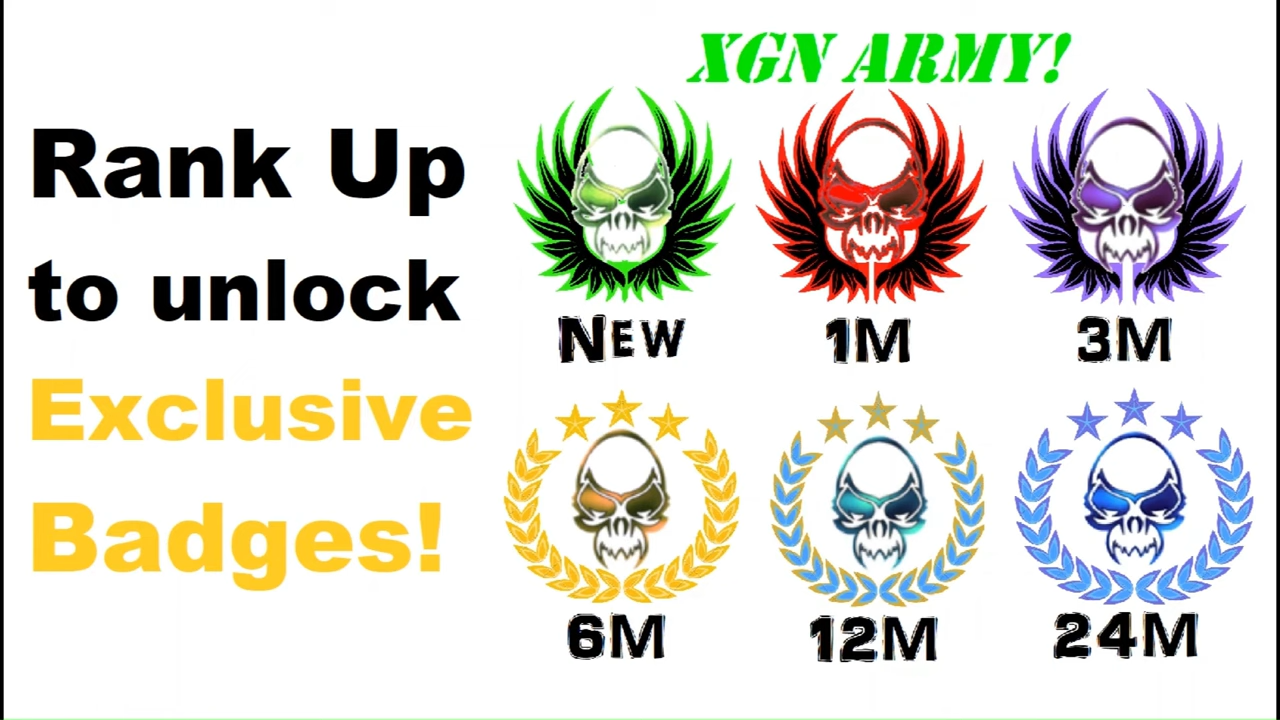 Rank Up
to unlock
Exclusive
Badges!
XGN ARMY!
New
1M
3M
6M
12M
24M